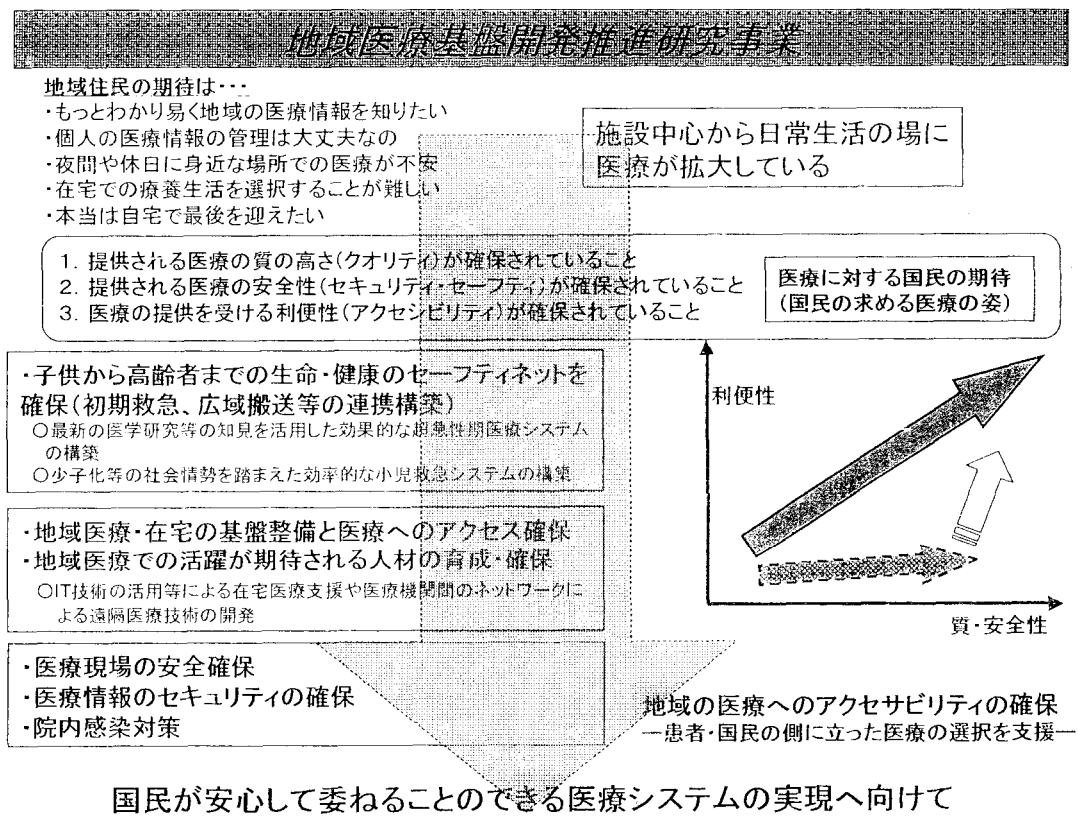 地域医療基盤開発推進研究事業
地域住民の期待は・・・
・もっとわかり易く地域の医療情報を知りたい
・個人の医療情報の管理は大丈夫なの
・夜間や休日に身近な場所での医療が不安
・在宅での療養生活を選択することが難しい
・本当は自宅で最後を迎えたい
施設中心から日常生活の場に
医療が拡大している
1. 提供される医療の質の高さ(クオリティ)が確保されていること
2. 提供される医療の安全性(セキュリティ・セーフティ)が確保されていること
3. 医療の提供を受ける利便性(アクセシビリティ)が確保されていること
医療に対する国民の期待
(国民の求める医療の姿)
・子供から高齢者までの生命・健康のセーフティネットを
確保(初期救急、広域搬送等の連携構築)
○最新の医学研究等の知見を活用した効果的な超急性期医療システム
の構築
○少子化等の社会情勢を踏まえた効率的な小児救急システムの構築
・地域医療・在宅の基盤整備と医療へのアクセス確保
・地域医療での活躍が期待される人材の育成・確保
○IT技術の活用等による在宅医療支援や医療機関間のネットワークに
よる遠隔医療技術の開発
・医療現場の安全確保
・医療情報のセキュリティの確保
・院内感染対策
利便性
質・安全性
地域の医療へのアクセサビリティの確保
―患者・国民の側に立った医療の選択を支援―
国民が安心して委ねることのできる医療システムの実現へ向けて